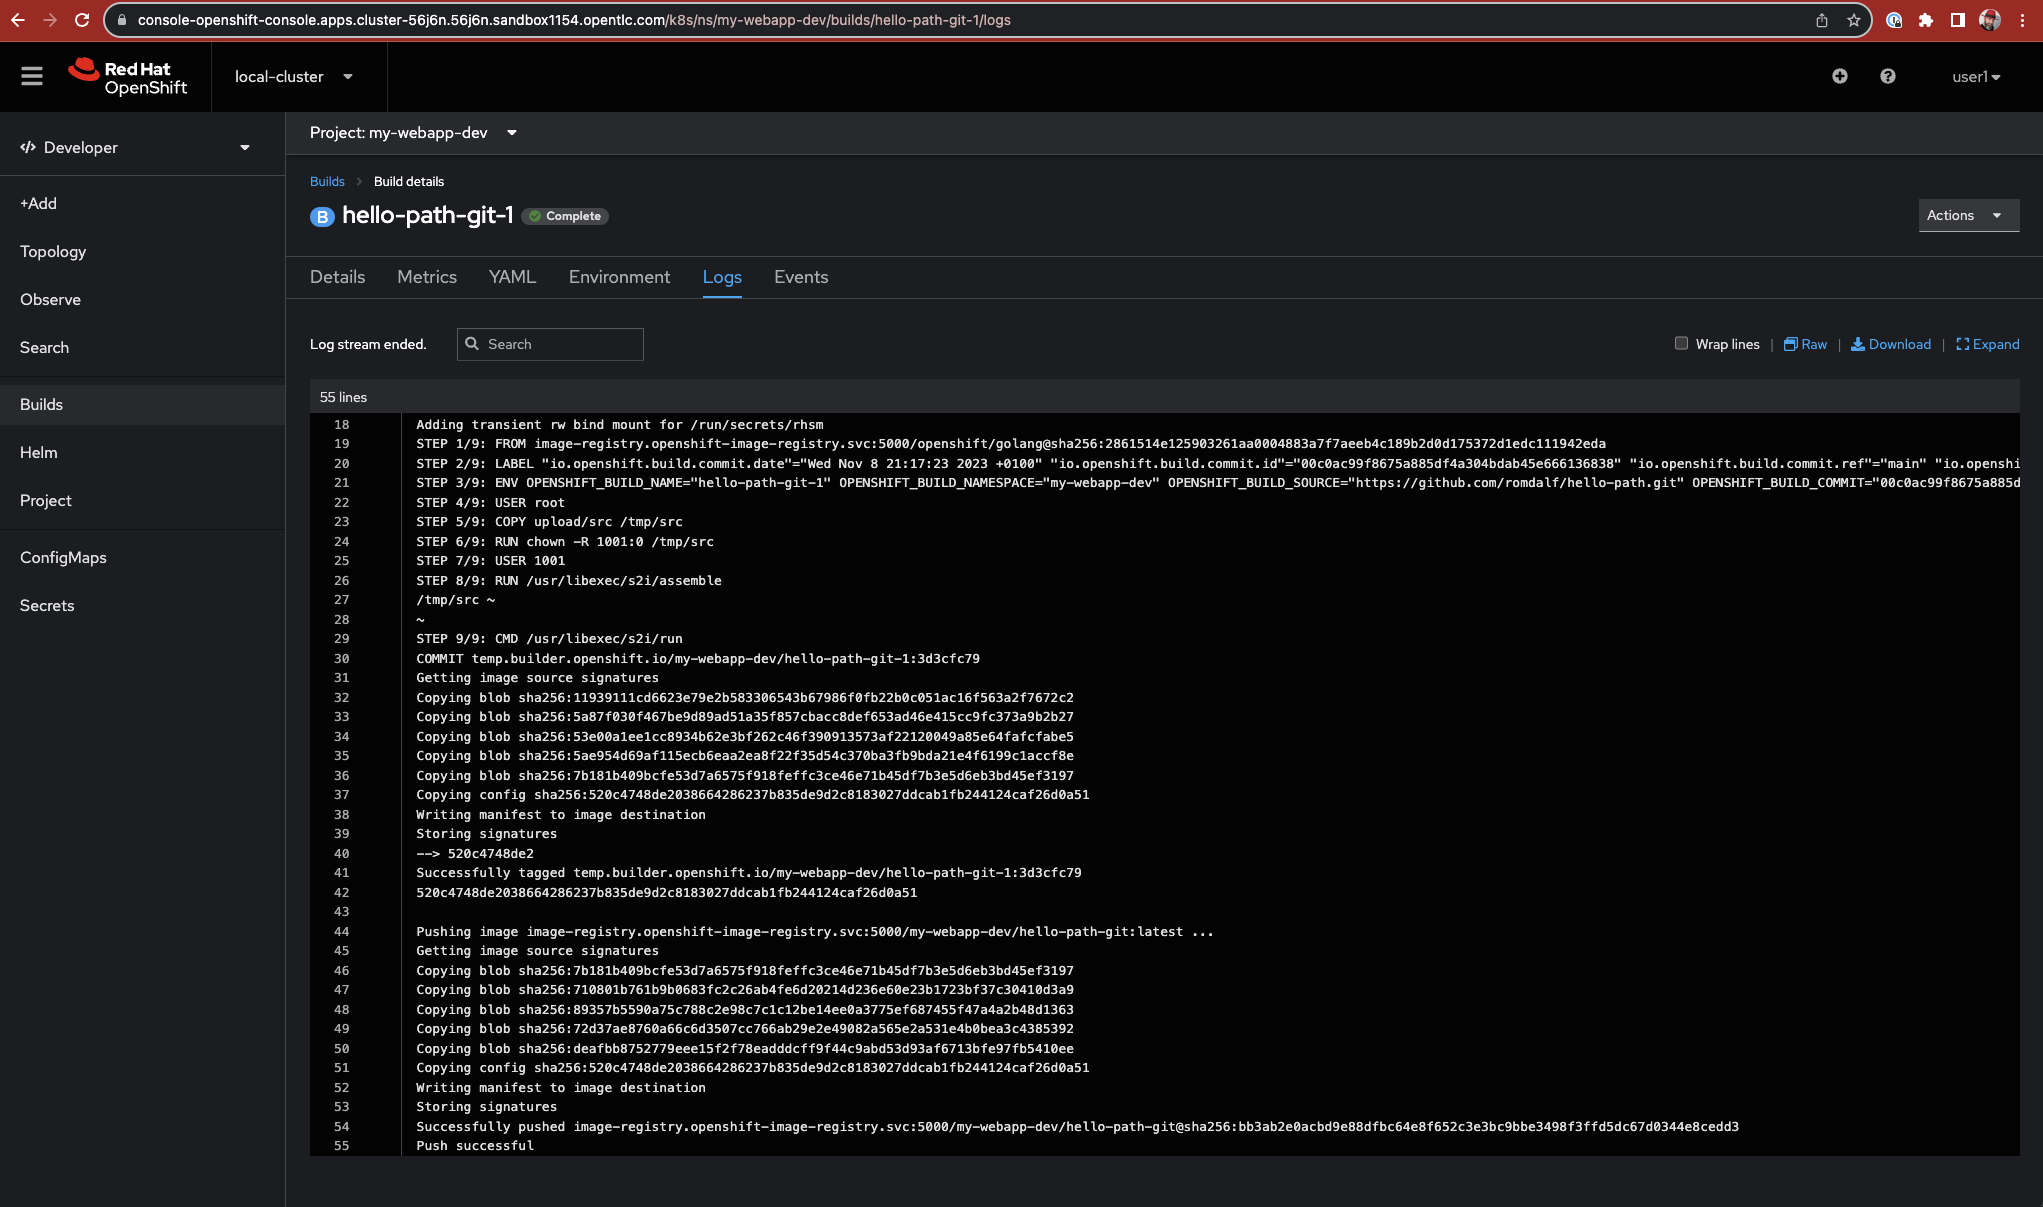 console-openshift-console.apps.cluster-56j6n.56j6n.sandbox1154.opentlc.com/k8s/ns/my-webapp-dev/builds/hello-path-git-1/logs
Red Hat
OpenShift
local-cluster
user1
Developer
+Add
Topology
Observe
Search
Builds
Helm
Project
ConfigMaps
Secrets
Project: my-webapp-dev
Builds > Build details
B hello-path-git-1 Complete
Actions
Details Metrics YAML Environment Logs Events
Log stream ended. Search Wrap lines | Raw | Download | Expand
55 lines
18 Adding transient rw bind mount for /run/secrets/rhsm
19 STEP 1/9: FROM image-registry.openshift-image-registry.svc:5000/openshift/golang@sha256:2861514e125903261aa0004883a7f7aeeb4c189b2d0d175372d1edc111942eda
20 STEP 2/9: LABEL "io.openshift.build.commit.date"="Wed Nov 8 21:17:23 2023 +0100" "io.openshift.build.commit.id"="00c0ac99f8675a885df4a304bdab45e666136838" "io.openshift.build.commit.ref"="main" "io.openshi
21 STEP 3/9: ENV OPENSHIFT_BUILD_NAME="hello-path-git-1" OPENSHIFT_BUILD_NAMESPACE="my-webapp-dev" OPENSHIFT_BUILD_SOURCE="https://github.com/romdalf/hello-path.git" OPENSHIFT_BUILD_COMMIT="00c0ac99f8675a885d
22 STEP 4/9: USER root
23 STEP 5/9: COPY upload/src /tmp/src
24 STEP 6/9: RUN chown -R 1001:0 /tmp/src
25 STEP 7/9: USER 1001
26 STEP 8/9: RUN /usr/libexec/s2i/assemble
27 /tmp/src ~
28 ~
29 STEP 9/9: CMD /usr/libexec/s2i/run
30 COMMIT temp.builder.openshift.io/my-webapp-dev/hello-path-git-1:3d3cfc79
31 Getting image source signatures
32 Copying blob sha256:11939111cd6623e79e2b583306543b67986f0fb22b0c051ac16f563a2f7672c2
33 Copying blob sha256:5a87f030f467be9d89ad51a35f857cbacc8def653ad46e415cc9fc373a9b2b27
34 Copying blob sha256:53e00a1ee1cc8934b62e3bf262c46f390913573af22120049a85e64fafcfabe5
35 Copying blob sha256:5ae954d69af115ecb6eaa2ea8f22f35d54c370ba3fb9bda21e4f6199c1accf8e
36 Copying blob sha256:7b181b409bcfe53d7a6575f918feffc3ce46e71b45df7b3e5d6eb3bd45ef3197
37 Copying config sha256:520c4748de2038664286237b835de9d2c8183027ddcab1fb244124caf26d0a51
38 Writing manifest to image destination
39 Storing signatures
40 --> 520c4748de2
41 Successfully tagged temp.builder.openshift.io/my-webapp-dev/hello-path-git-1:3d3cfc79
42 520c4748de2038664286237b835de9d2c8183027ddcab1fb244124caf26d0a51
43
44 Pushing image image-registry.openshift-image-registry.svc:5000/my-webapp-dev/hello-path-git:latest ...
45 Getting image source signatures
46 Copying blob sha256:7b181b409bcfe53d7a6575f918feffc3ce46e71b45df7b3e5d6eb3bd45ef3197
47 Copying blob sha256:710801b761b9b0683fc2c26ab4fe6d20214d236e60e23b1723bf37c30410d3a9
48 Copying blob sha256:89357b5590a75c788c2e98c7c1c12be14ee0a3775ef687455f47a4a2b48d1363
49 Copying blob sha256:72d37ae8760a66c6d3507cc766ab29e2e49082a565e2a531e4b0bea3c4385392
50 Copying blob sha256:deafbb8752779eee15f2f78eadddcff9f44c9abd53d93af6713bfe97fb5410ee
51 Copying config sha256:520c4748de2038664286237b835de9d2c8183027ddcab1fb244124caf26d0a51
52 Writing manifest to image destination
53 Storing signatures
54 Successfully pushed image-registry.openshift-image-registry.svc:5000/my-webapp-dev/hello-path-git@sha256:bb3ab2e0acbd9e88dfbc64e8f652c3e3bc9bbe3498f3ffd5dc67d0344e8cedd3
55 Push successful